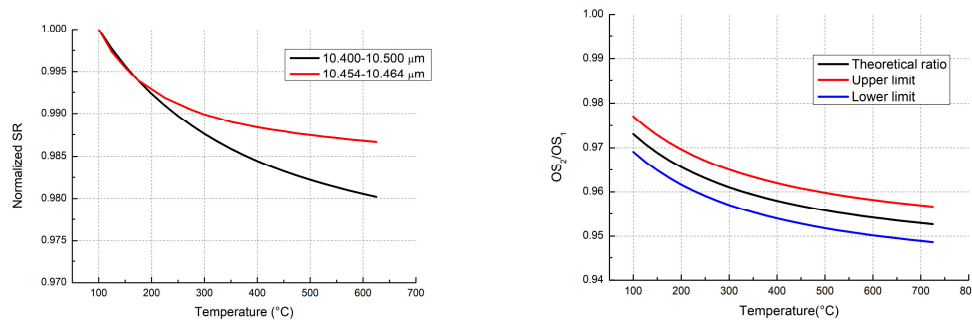 1.000
0.995
0.990
0.985
0.980
0.975
0.970
Normalized SR
10.400-10.500 μm
10.454-10.464 μm
100 200 300 400 500 600 700
Temperature (°C)
1.00
0.99
0.98
0.97
0.96
0.95
0.94
OS2/OS1
Theoretical ratio
Upper limit
Lower limit
100 200 300 400 500 600 700 80
Temperature(°C)